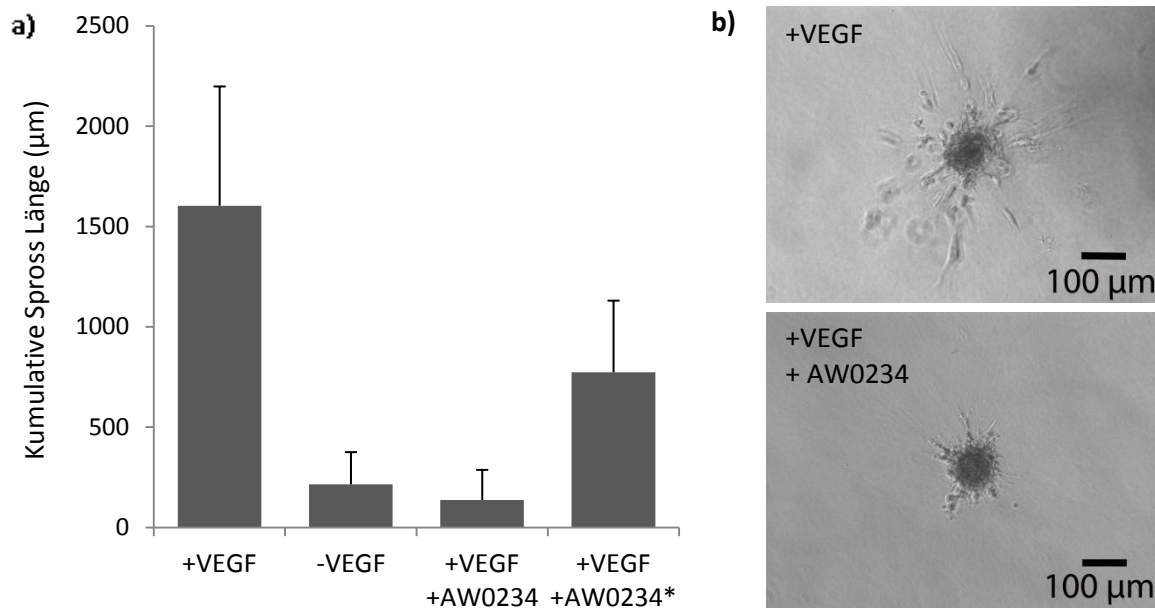 a)
Kumulative Spross Länge (µm)
2500
2000
1500
1000
500
0
+VEGF
-VEGF
+VEGF
+AW0234
+VEGF
+AW0234*
b)
+VEGF
100 µm
+VEGF
+ AW0234
100 µm